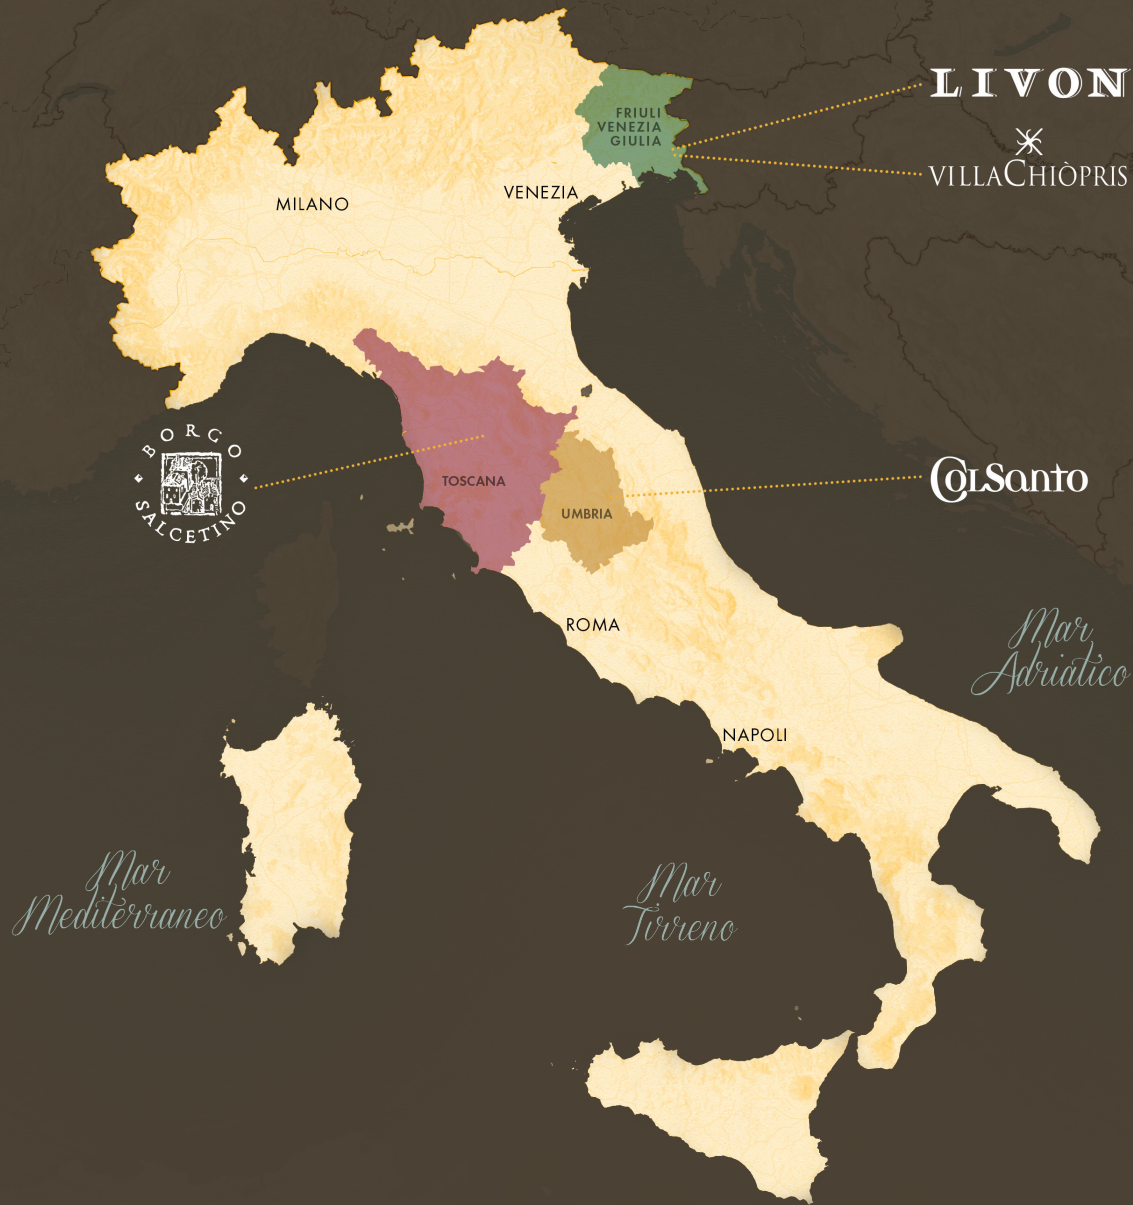 LIVON
FRIULI
VENEZIA
GIULIA
VILLACHIÒPRIS
VENEZIA
MILANO
BORGO
SALCETINO
TOSCANA
COLSanto
UMBRIA
ROMA
Mar
Adriatico
NAPOLI
Mar
Mediterraneo
Mar
Tirreno